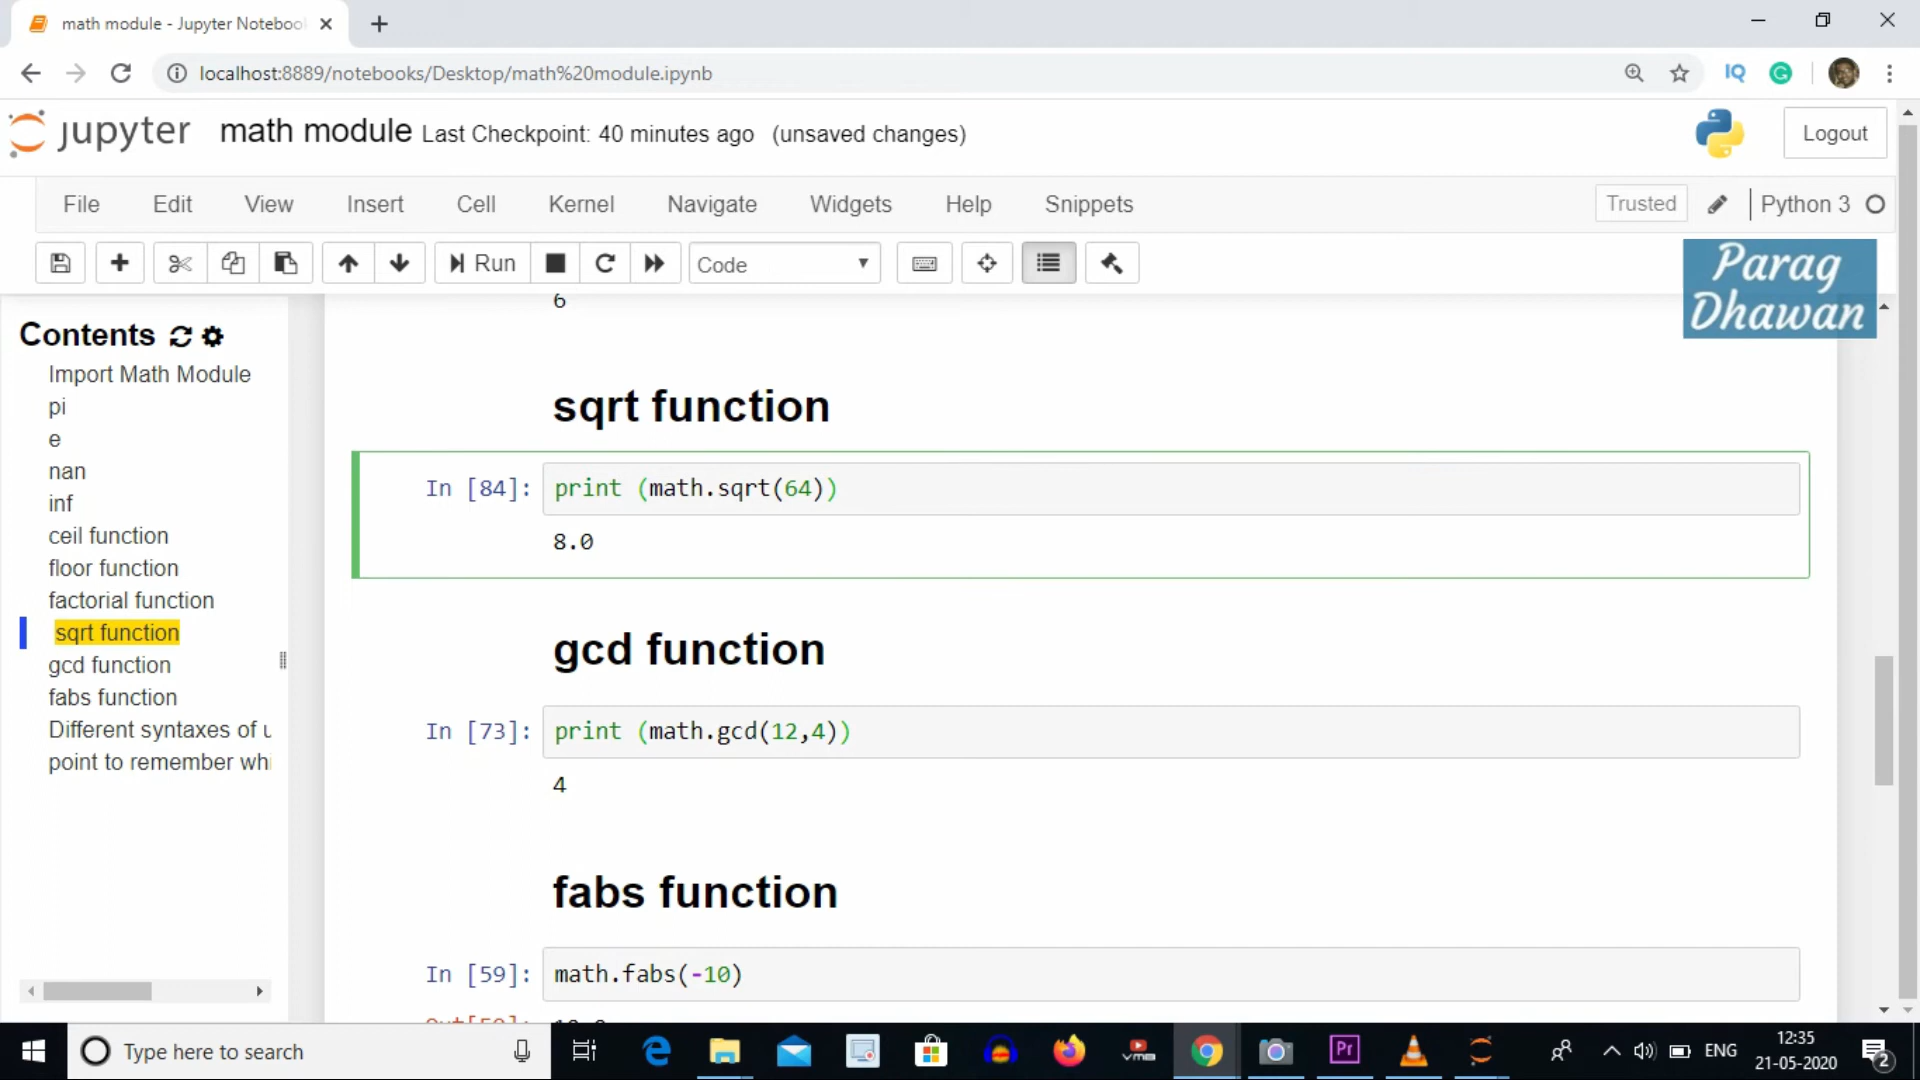 math module - Jupyter Noteboo
localhost:8889/notebooks/Desktop/math%20module.ipynb
IQ
jupyter math module Last Checkpoint: 40 minutes ago (unsaved changes)
Logout
File Edit View Insert Cell Kernel Navigate Widgets Help Snippets
Trusted
Python 3
Run
Code
Parag
Dhawan
Contents
Import Math Module
pi
e
nan
inf
ceil function
floor function
factorial function
sqrt function
gcd function
fabs function
Different syntaxes of u
point to remember whi
6
sqrt function
In [84]: print (math.sqrt(64))
8.0
gcd function
In [73]: print (math.gcd(12,4))
4
fabs function
In [59]: math.fabs(-10)
Type here to search
Pr
ENG
12:35
21-05-2020
2